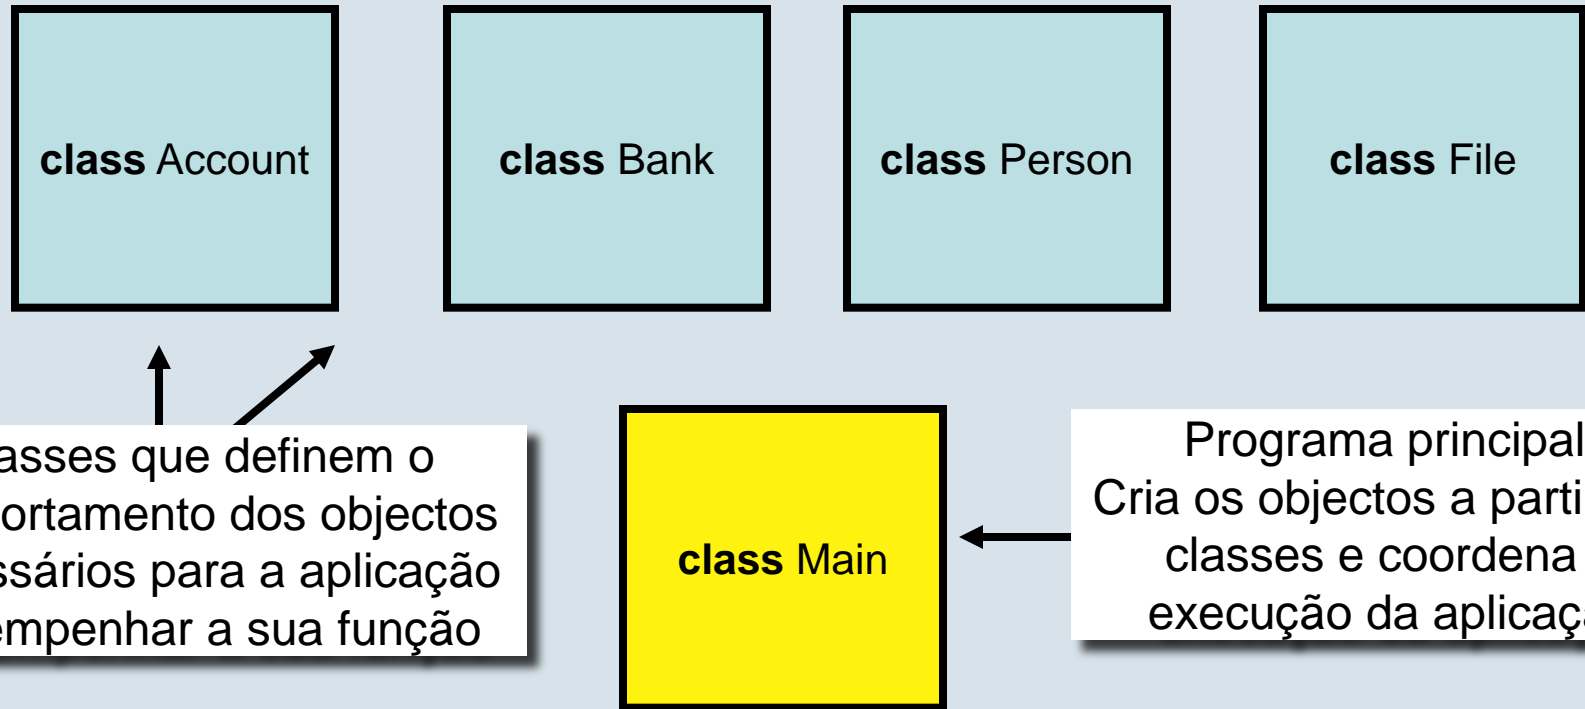 class Account
class Bank
class Person
class File
asses que definem o
ortamento dos objectos
ssários para a aplicação
empenhar a sua função
class Main
Programa principal
Cria os objectos a parti
classes e coordena
execução da aplicaç